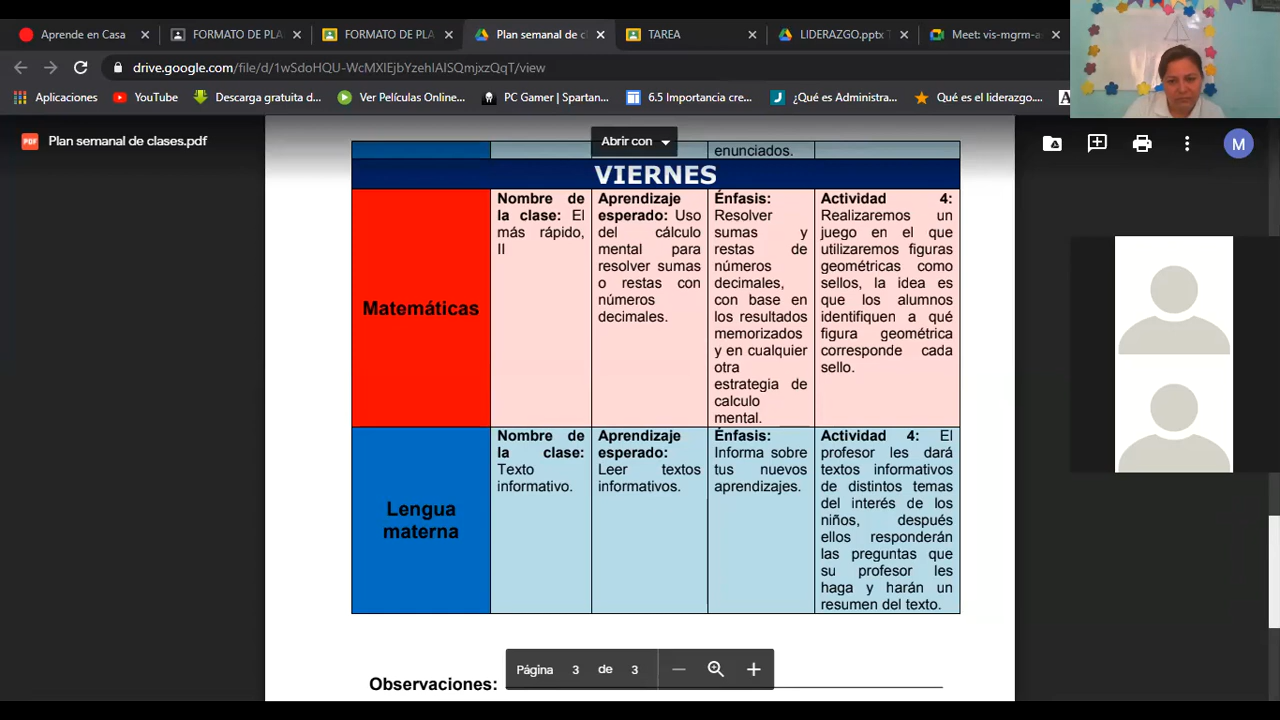 Aprende en Casa
FORMATO DE PLA
FORMATO DE PLA
Plan semanal de clase
TAREA
LIDERAZGO.pptx T
Meet: vis-mgrm-a
drive.google.com/file/d/1wSdoHQU-WcMXlEjbYzehlAlSQmjxzQqT/view
Aplicaciones
YouTube
Descarga gratuita d...
Ver Películas Online...
PC Gamer | Spartan...
6.5 Importancia cre...
¿Qué es Administra...
Qué es el liderazgo....
A
PDF
Plan semanal de clases.pdf
Abrir con
M
enunciados.
VIERNES
Matemáticas
Nombre de
la clase: El
más rápido,
II
Aprendizaje
esperado: Uso
del cálculo
mental para
resolver sumas
o restas con
números
decimales.
Énfasis:
Resolver
sumas y
restas de
números
decimales,
con base en
los resultados
memorizados
y en cualquier
otra
estrategia de
calculo
mental.
Actividad 4:
Realizaremos un
juego en el que
utilizaremos figuras
geométricas como
sellos, la idea es
que los alumnos
identifiquen a qué
figura geométrica
corresponde cada
sello.
Lengua
materna
Nombre de
la clase:
Texto
informativo.
Aprendizaje
esperado:
Leer textos
informativos.
Énfasis:
Informa sobre
tus nuevos
aprendizajes.
Actividad 4: El
profesor les dará
textos informativos
de distintos temas
del interés de los
niños, después
ellos responderán
las preguntas que
su profesor les
haga y harán un
resumen del texto.
Página 3 de 3
Observaciones: